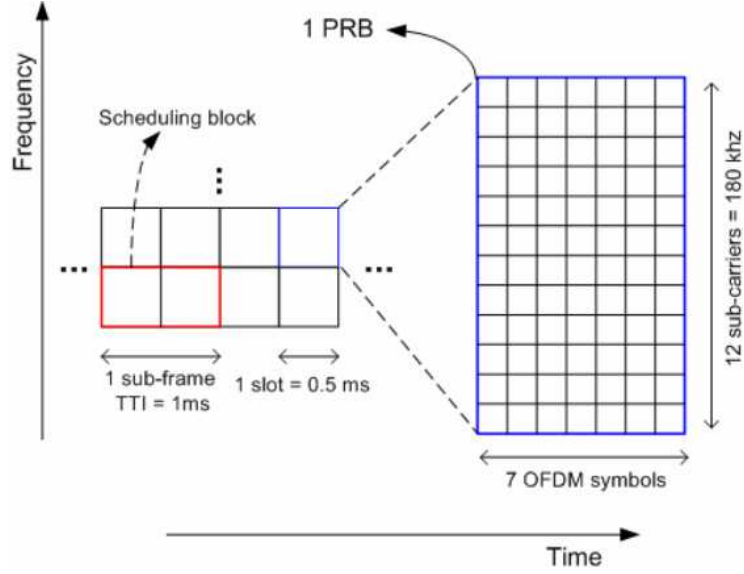 1 PRB
Scheduling block
Frequency
12 sub-carriers = 180 khz
1 sub-frame
TTI = 1ms
1 slot = 0.5 ms
7 OFDM symbols
Time